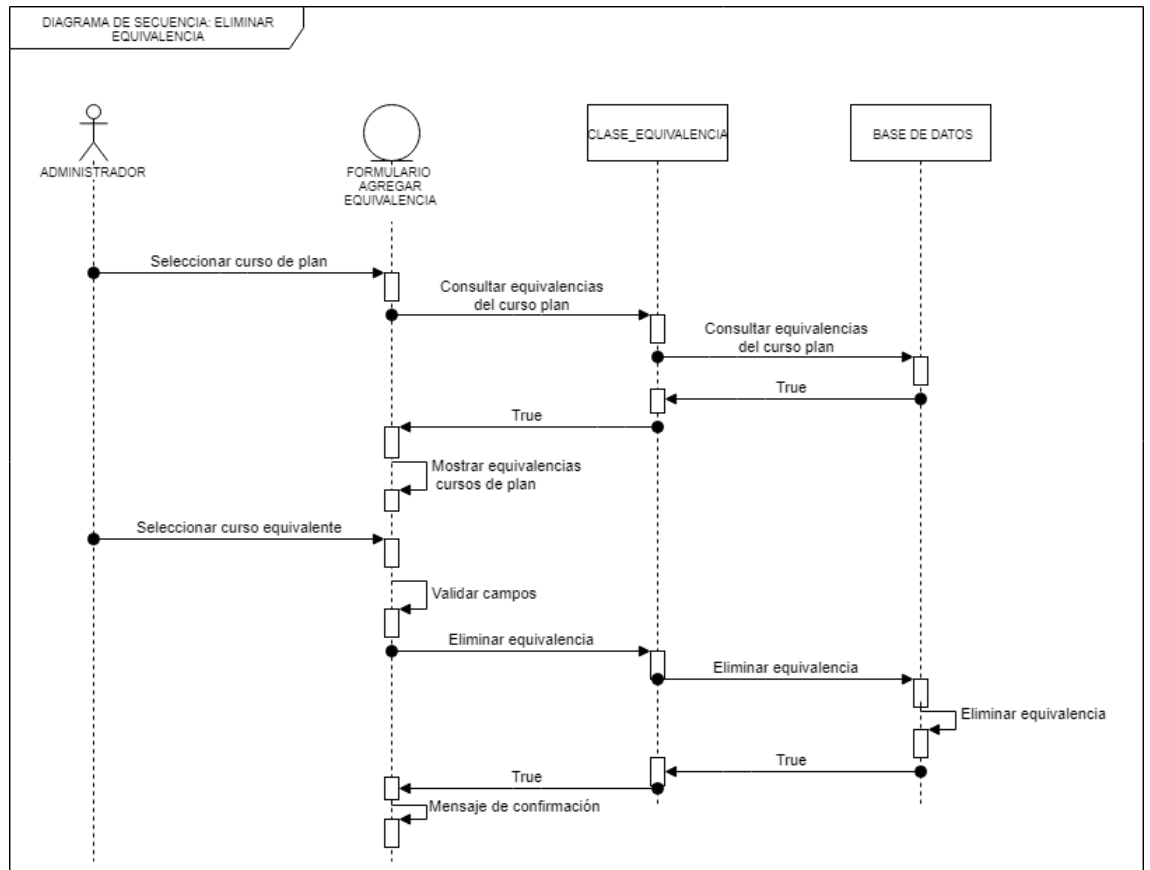 DIAGRAMA DE SECUENCIA: ELIMINAR
EQUIVALENCIA
ADMINISTRADOR
FORMULARIO
AGREGAR
EQUIVALENCIA
CLASE_EQUIVALENCIA
BASE DE DATOS
Seleccionar curso de plan
Consultar equivalencias
del curso plan
Consultar equivalencias
del curso plan
True
True
Mostrar equivalencias
cursos de plan
Seleccionar curso equivalente
Validar campos
Eliminar equivalencia
Eliminar equivalencia
Eliminar equivalencia
True
True
Mensaje de confirmación